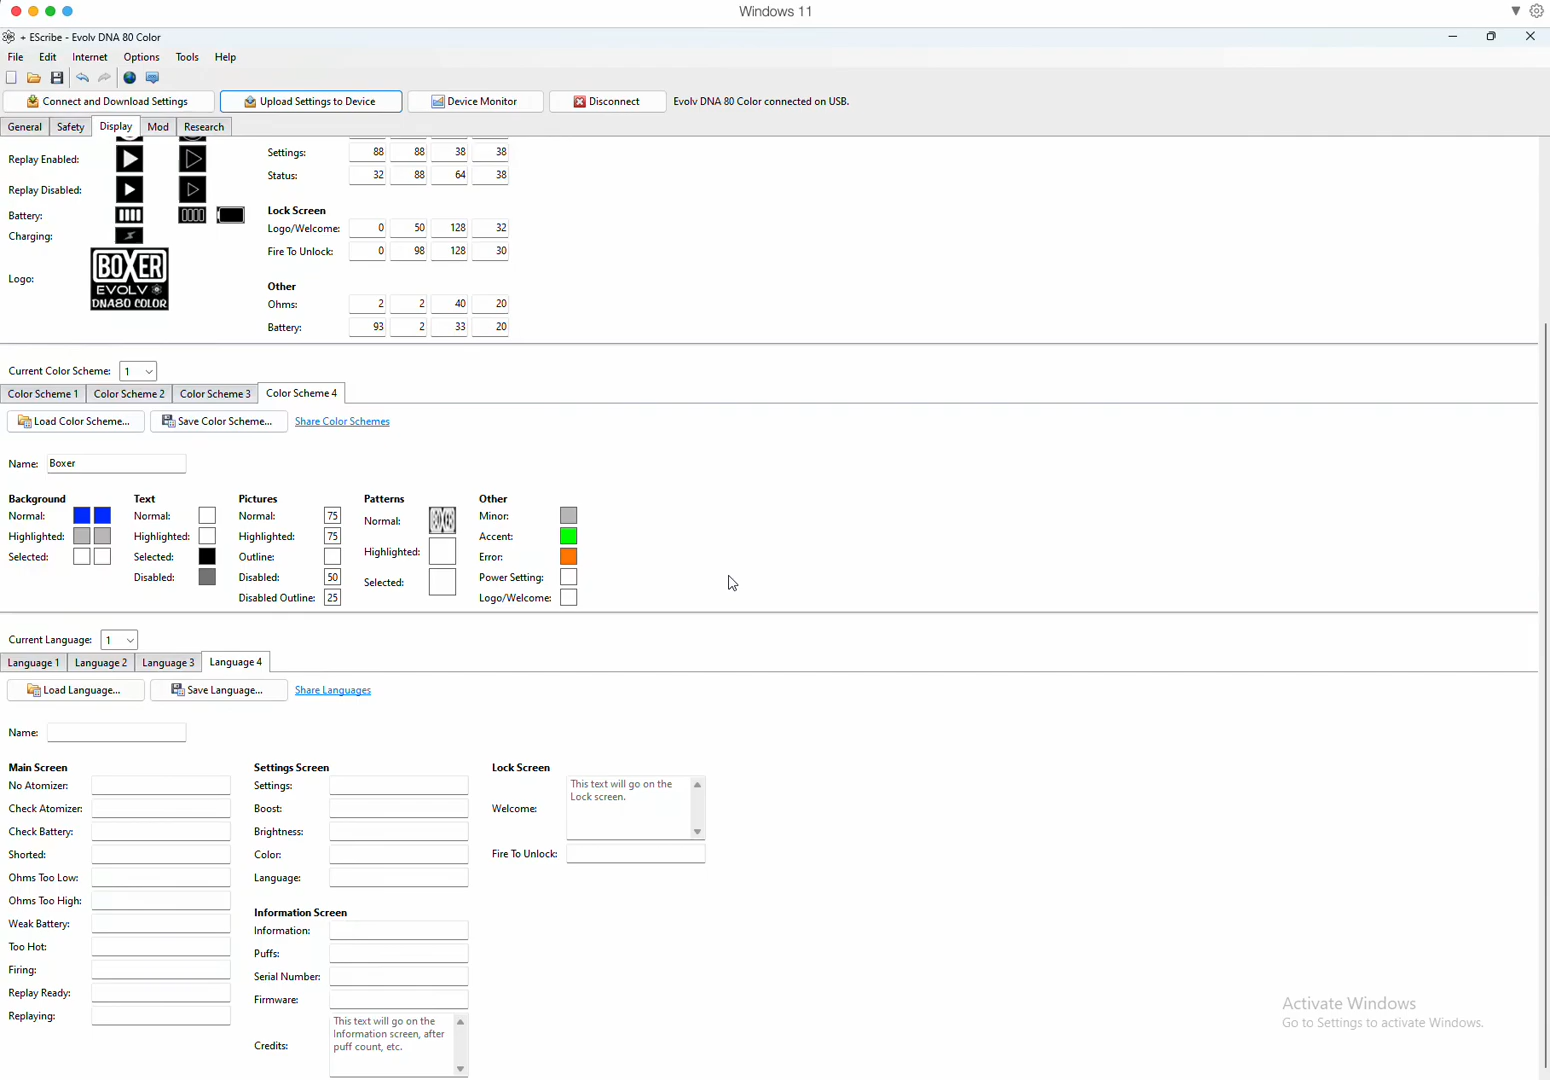 Windows 11
+ EScribe - Evolv DNA 80 Color
File Edit Internet Options Tools Help
Connect and Download Settings Upload Settings to Device Device Monitor Disconnect Evolv DNA 80 Color connected on USB.
General Safety Display Mod Research
Replay Enabled:
Replay Disabled:
Battery:
Charging:
Logo:
BOXER
EVOLV
DNA80 COLOR
Settings: 88 88 38 38
Status: 32 88 64 38
Lock Screen
Logo/Welcome: 0 50 128 32
Fire To Unlock: 0 98 128 30
Other
Ohms: 2 2 40 20
Battery: 93 2 33 20
Current Color Scheme: 1
Color Scheme 1 Color Scheme 2 Color Scheme 3 Color Scheme 4
Load Color Scheme... Save Color Scheme... Share Color Schemes
Name: Boxer
Background
Normal:
Highlighted:
Selected:
Text
Normal:
Highlighted:
Selected:
Disabled:
Pictures
Normal: 75
Highlighted: 75
Outline:
Disabled: 50
Disabled Outline: 25
Patterns
Normal:
Highlighted:
Selected:
Other
Minor:
Accent:
Error:
Power Setting:
Logo/Welcome:
Current Language: 1
Language 1 Language 2 Language 3 Language 4
Load Language... Save Language... Share Languages
Name:
Main Screen
No Atomizer:
Check Atomizer:
Check Battery:
Shorted:
Ohms Too Low:
Ohms Too High:
Weak Battery:
Too Hot:
Firing:
Replay Ready:
Replaying:
Settings Screen
Settings:
Boost:
Brightness:
Color:
Language:
Information Screen
Information:
Puffs:
Serial Number:
Firmware:
Credits:
This text will go on the
Information screen, after
puff count, etc.
Lock Screen
Welcome:
This text will go on the
Lock screen.
Fire To Unlock:
Activate Windows
Go to Settings to activate Windows.